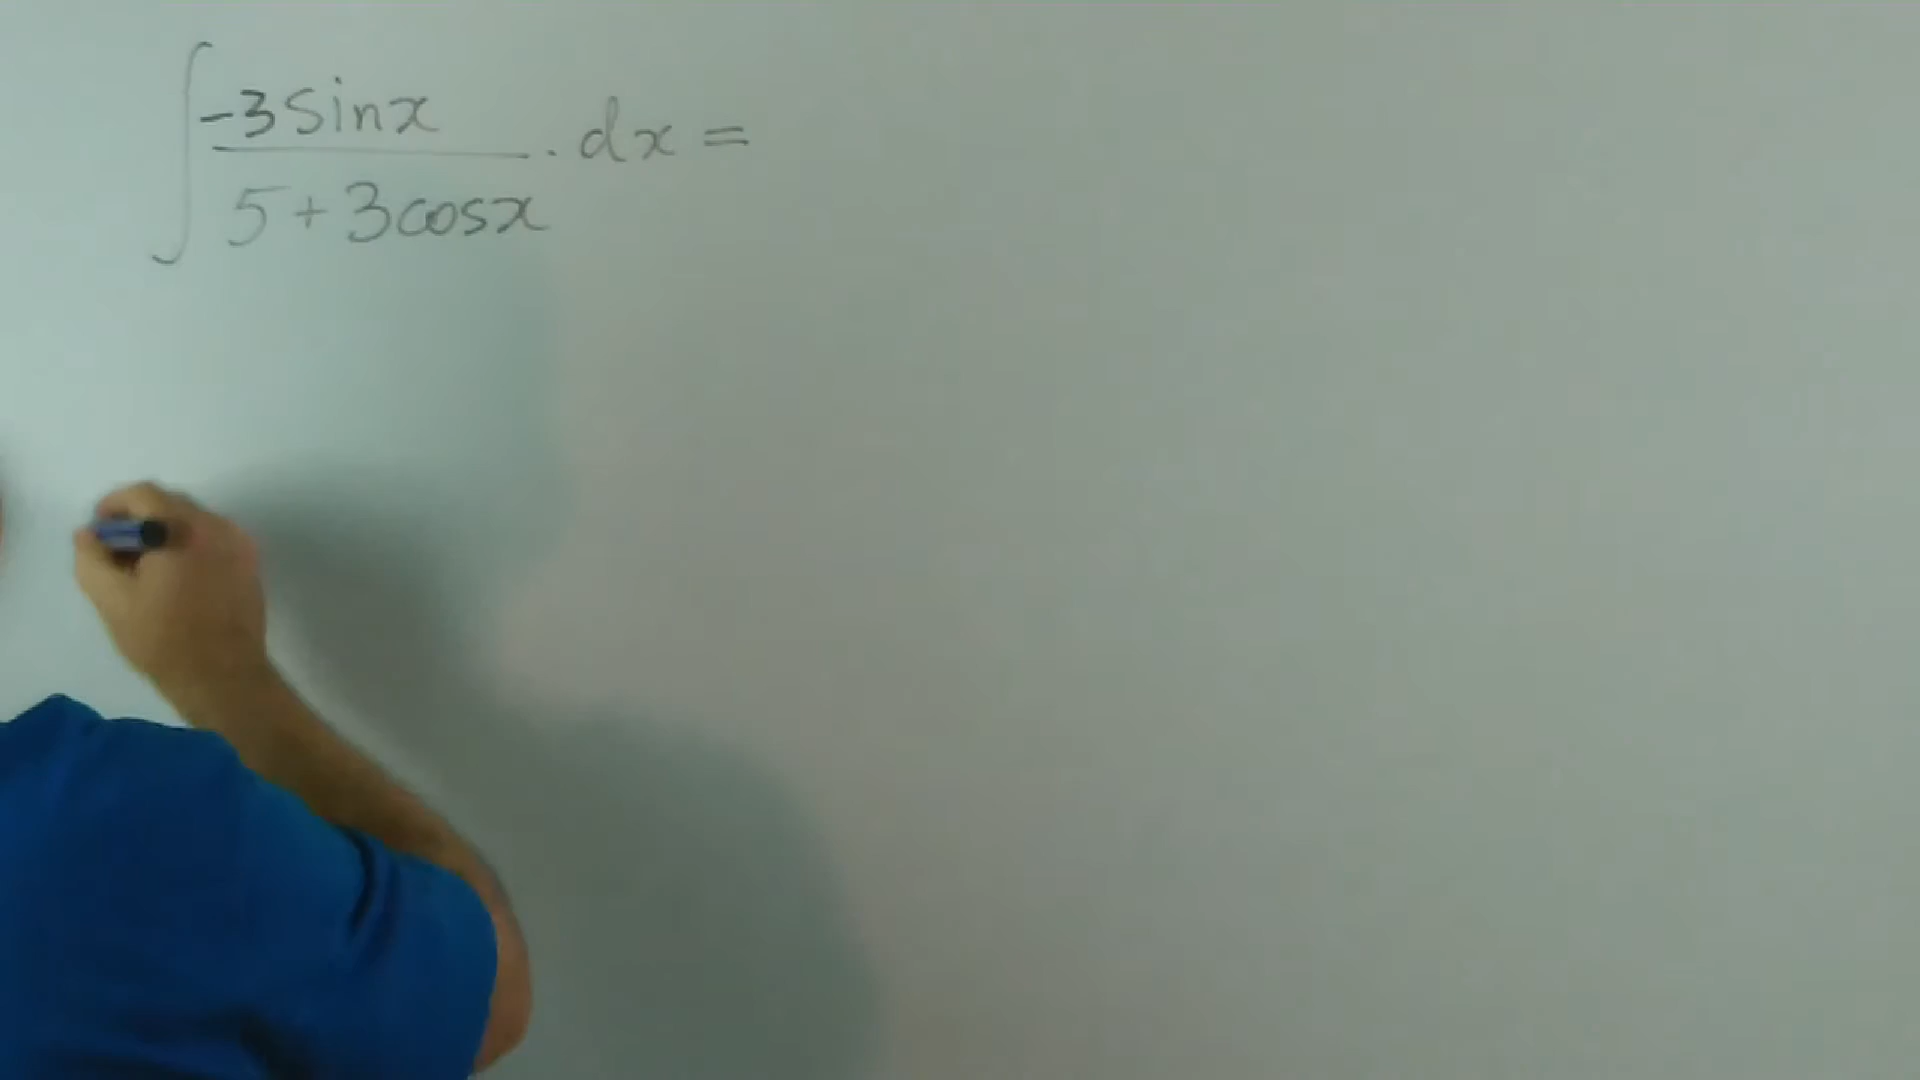 ∫ -3sinx / 5+3cosx . dx =